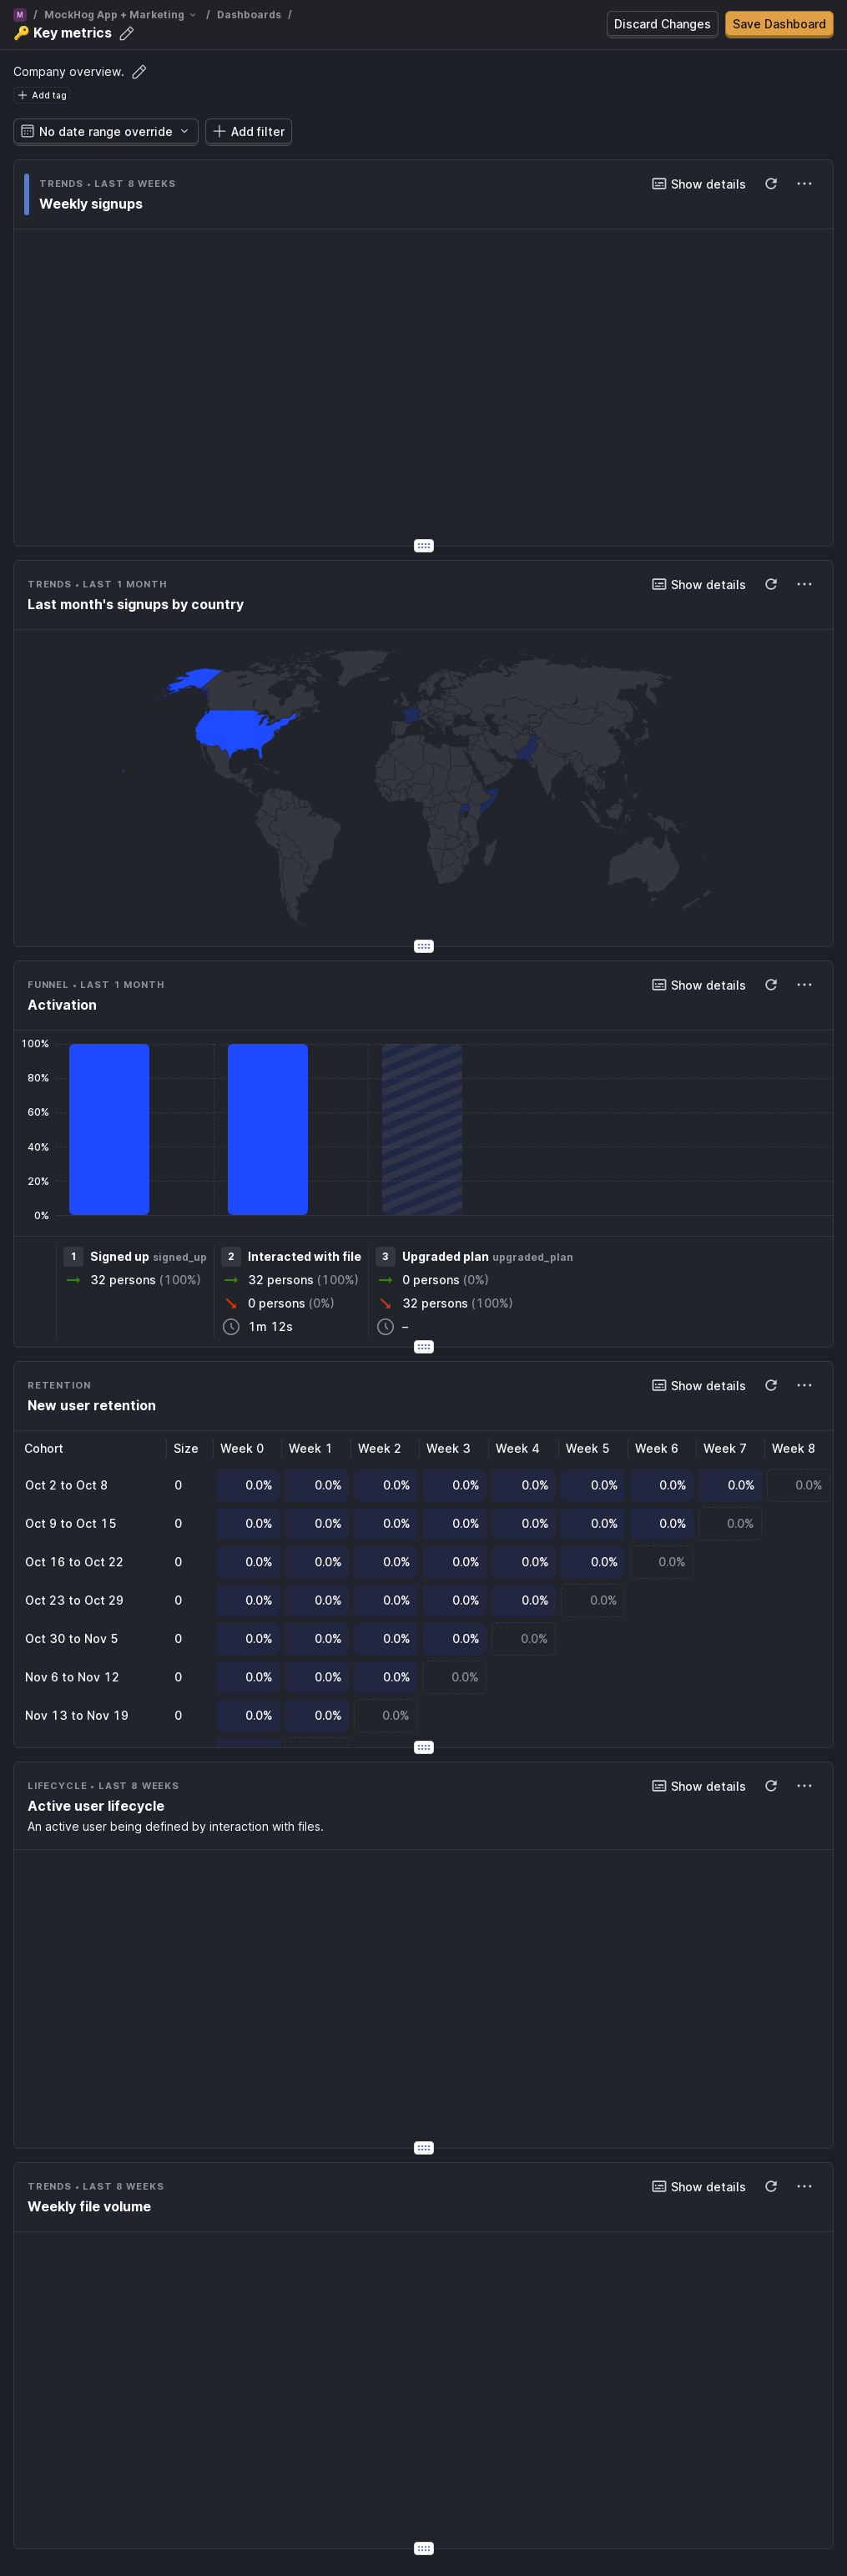 M / MockHog App + Marketing / Dashboards /
🔑 Key metrics
Discard Changes
Save Dashboard
Company overview.
Add tag
No date range override
Add filter
TRENDS • LAST 8 WEEKS
Show details
Weekly signups
TRENDS • LAST 1 MONTH
Show details
Last month's signups by country
FUNNEL • LAST 1 MONTH
Show details
Activation
100%
80%
60%
40%
20%
0%
1 Signed up signed_up
32 persons (100%)
2 Interacted with file
32 persons (100%)
0 persons (0%)
1m 12s
3 Upgraded plan upgraded_plan
0 persons (0%)
32 persons (100%)
–
RETENTION
Show details
New user retention
Cohort Size Week 0 Week 1 Week 2 Week 3 Week 4 Week 5 Week 6 Week 7 Week 8
Oct 2 to Oct 8 0 0.0% 0.0% 0.0% 0.0% 0.0% 0.0% 0.0% 0.0% 0.0%
Oct 9 to Oct 15 0 0.0% 0.0% 0.0% 0.0% 0.0% 0.0% 0.0% 0.0%
Oct 16 to Oct 22 0 0.0% 0.0% 0.0% 0.0% 0.0% 0.0% 0.0%
Oct 23 to Oct 29 0 0.0% 0.0% 0.0% 0.0% 0.0% 0.0%
Oct 30 to Nov 5 0 0.0% 0.0% 0.0% 0.0% 0.0%
Nov 6 to Nov 12 0 0.0% 0.0% 0.0% 0.0%
Nov 13 to Nov 19 0 0.0% 0.0% 0.0%
LIFECYCLE • LAST 8 WEEKS
Show details
Active user lifecycle
An active user being defined by interaction with files.
TRENDS • LAST 8 WEEKS
Show details
Weekly file volume